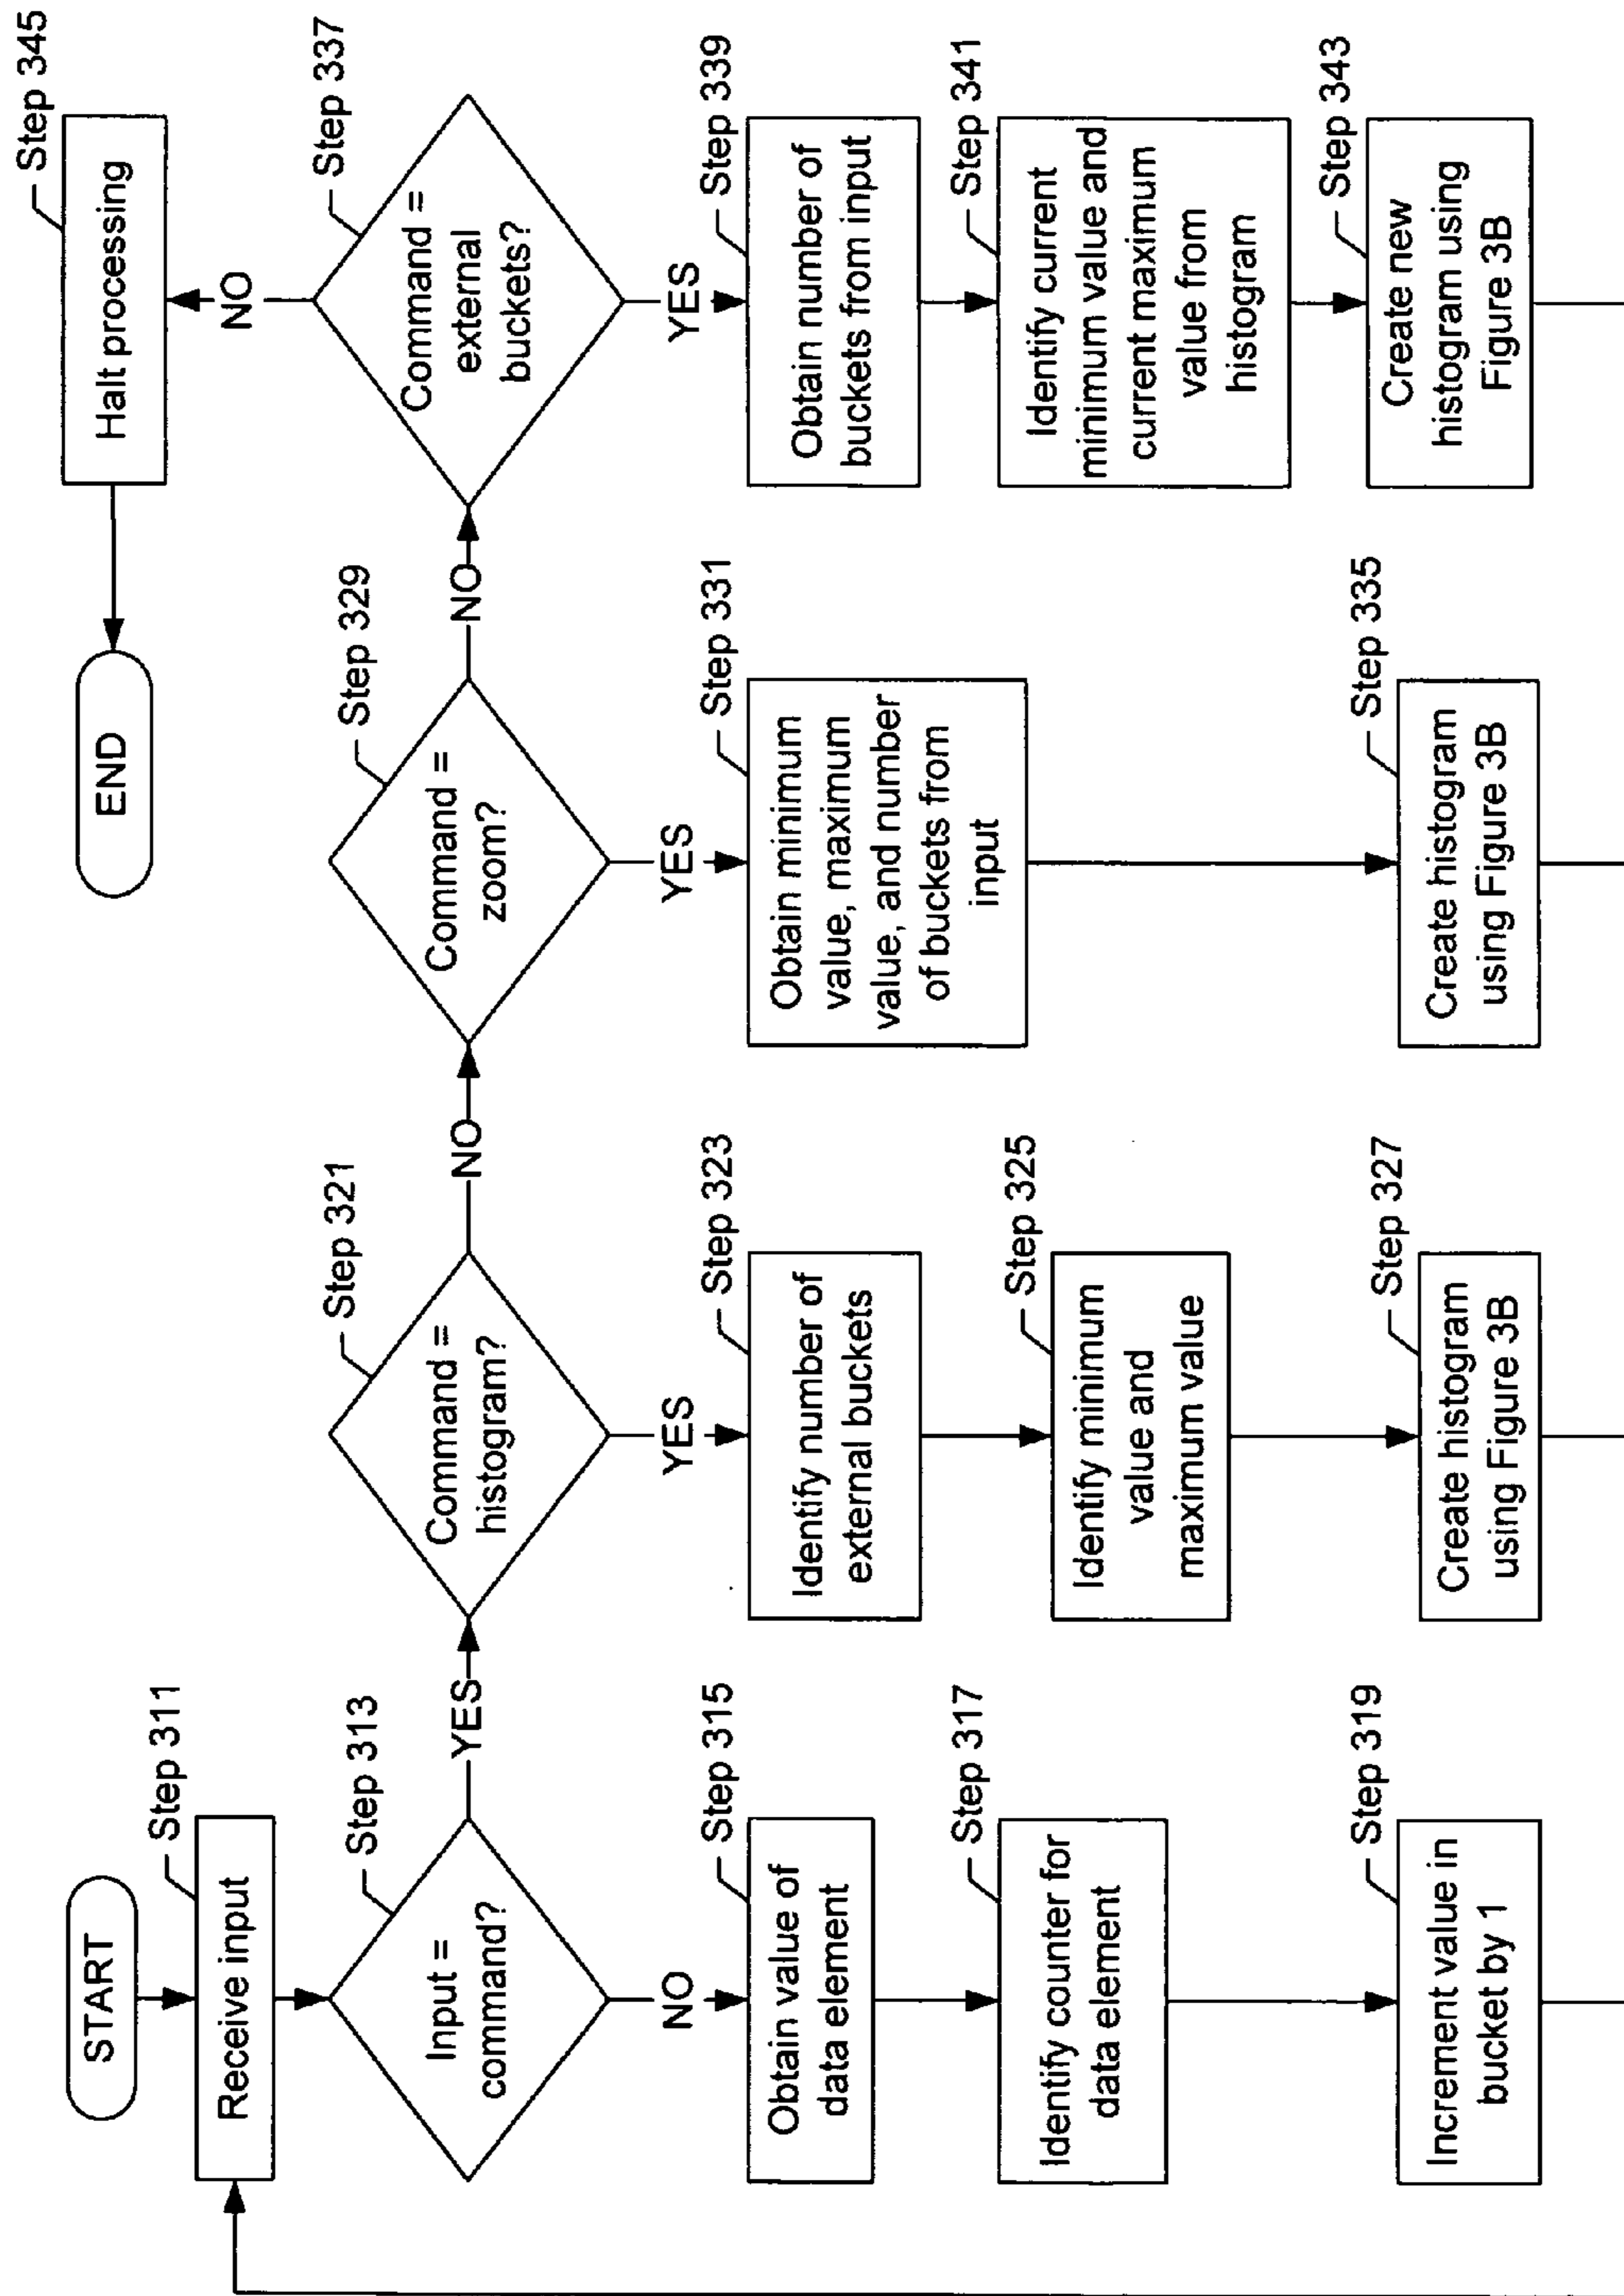 START
Step 311
Receive input
Step 313
Input =
command?
YES
NO
Step 315
Obtain value of
data element
Step 317
Identify counter for
data element
Step 319
Increment value in
bucket by 1
Step 321
Command =
histogram?
NO
YES
Step 323
Identify number of
external buckets
Step 325
Identify minimum
value and
maximum value
Step 327
Create histogram
using Figure 3B
Step 329
Command =
zoom?
NO
YES
Step 331
Obtain minimum
value, maximum
value, and number
of buckets from
input
Step 335
Create histogram
using Figure 3B
Step 337
Command =
external
buckets?
NO
YES
Step 339
Obtain number of
buckets from input
Step 341
Identify current
minimum value and
current maximum
value from
histogram
Step 343
Create new
histogram using
Figure 3B
Step 345
Halt processing
END